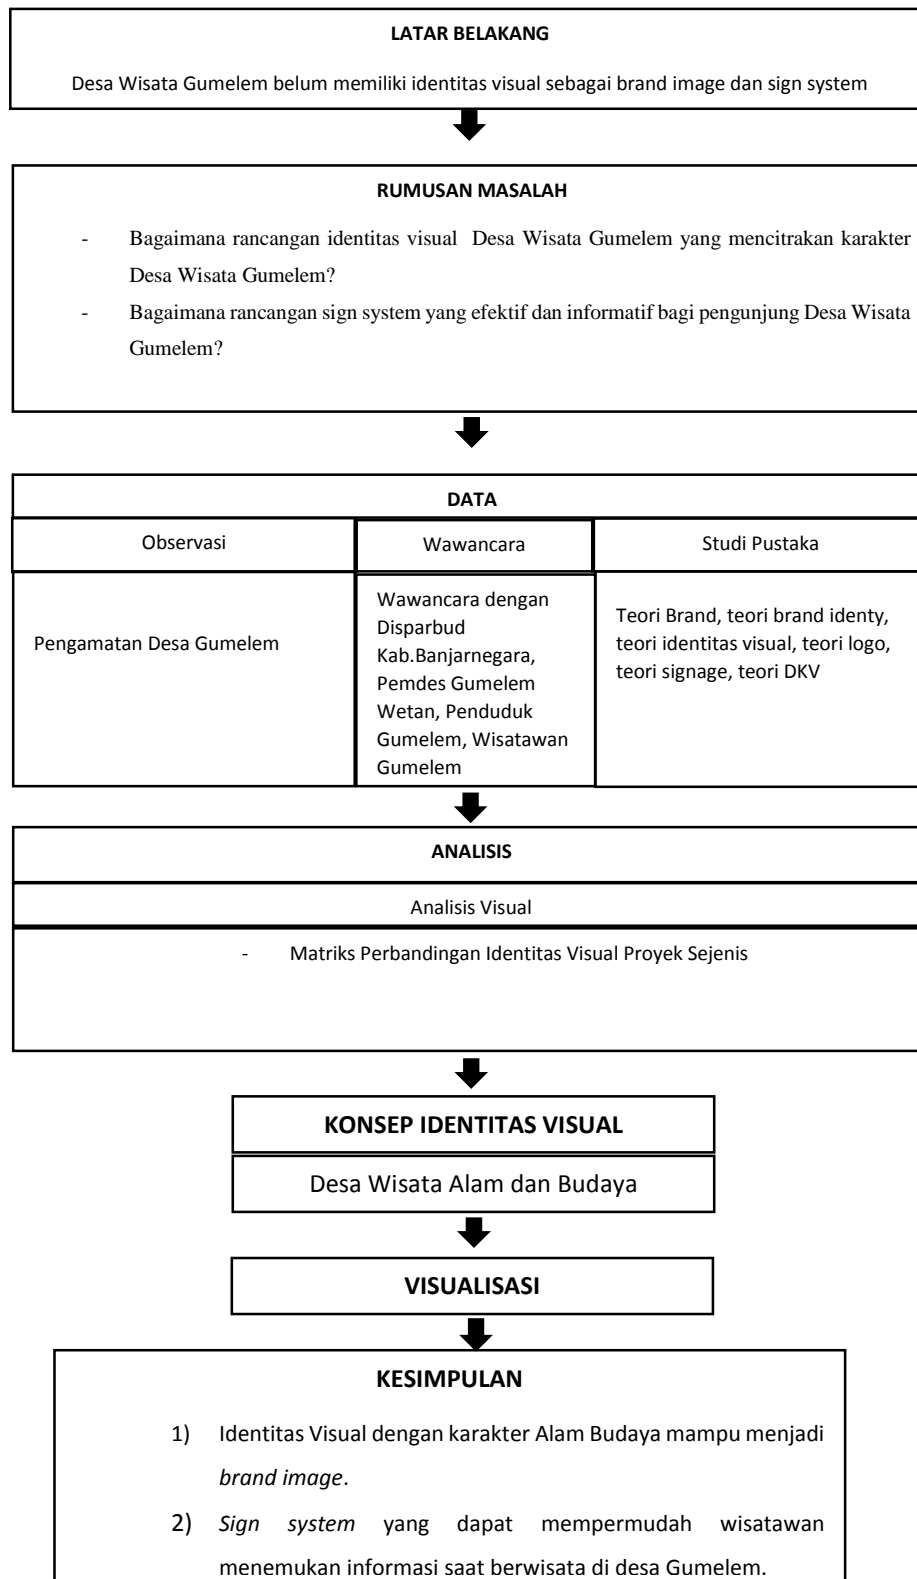 LATAR BELAKANG
Desa Wisata Gumelem belum memiliki identitas visual sebagai brand image dan sign system
RUMUSAN MASALAH
- Bagaimana rancangan identitas visual Desa Wisata Gumelem yang mencitrakan karakter
Desa Wisata Gumelem?
- Bagaimana rancangan sign system yang efektif dan informatif bagi pengunjung Desa Wisata
Gumelem?
DATA
Observasi
Wawancara
Studi Pustaka
Pengamatan Desa Gumelem
Wawancara dengan
Disparbud
Kab.Banjarnegara,
Pemdes Gumelem
Wetan, Penduduk
Gumelem, Wisatawan
Gumelem
Teori Brand, teori brand identy,
teori identitas visual, teori logo,
teori signage, teori DKV
ANALISIS
Analisis Visual
- Matriks Perbandingan Identitas Visual Proyek Sejenis
KONSEP IDENTITAS VISUAL
Desa Wisata Alam dan Budaya
VISUALISASI
KESIMPULAN
1) Identitas Visual dengan karakter Alam Budaya mampu menjadi
brand image.
2) Sign system yang dapat mempermudah wisatawan
menemukan informasi saat berwisata di desa Gumelem.